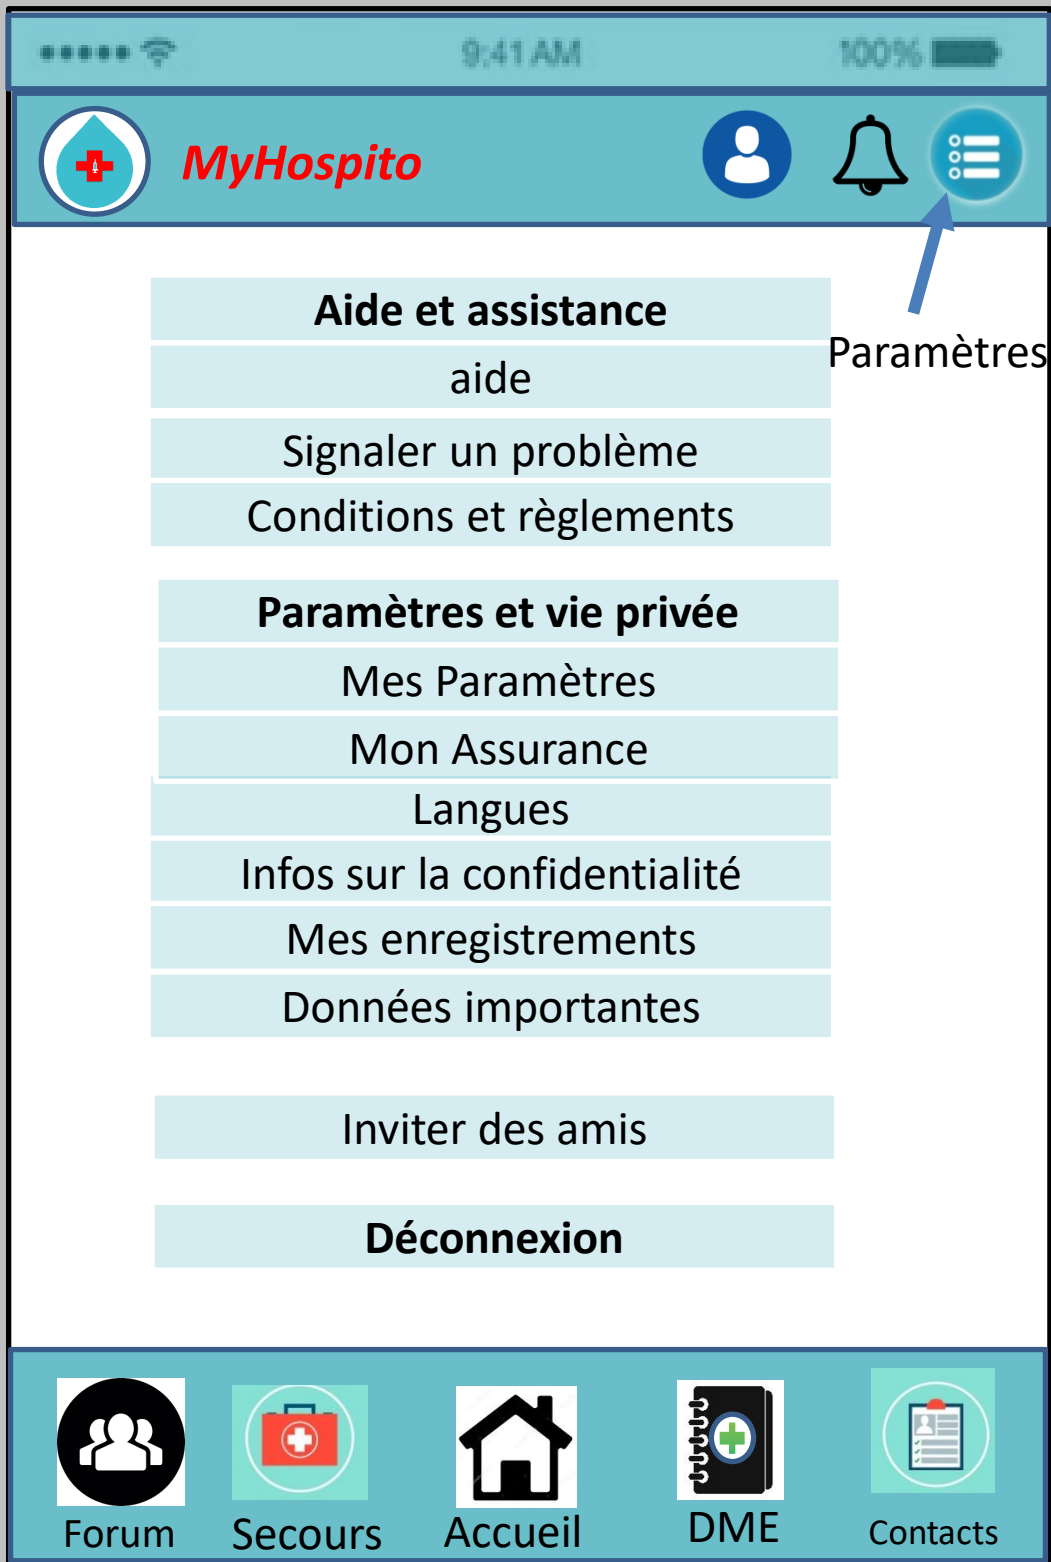 9:41 AM
100%
MyHospito
Paramètres
Aide et assistance
aide
Signaler un problème
Conditions et règlements
Paramètres et vie privée
Mes Paramètres
Mon Assurance
Langues
Infos sur la confidentialité
Mes enregistrements
Données importantes
Inviter des amis
Déconnexion
Forum
Secours
Accueil
DME
Contacts